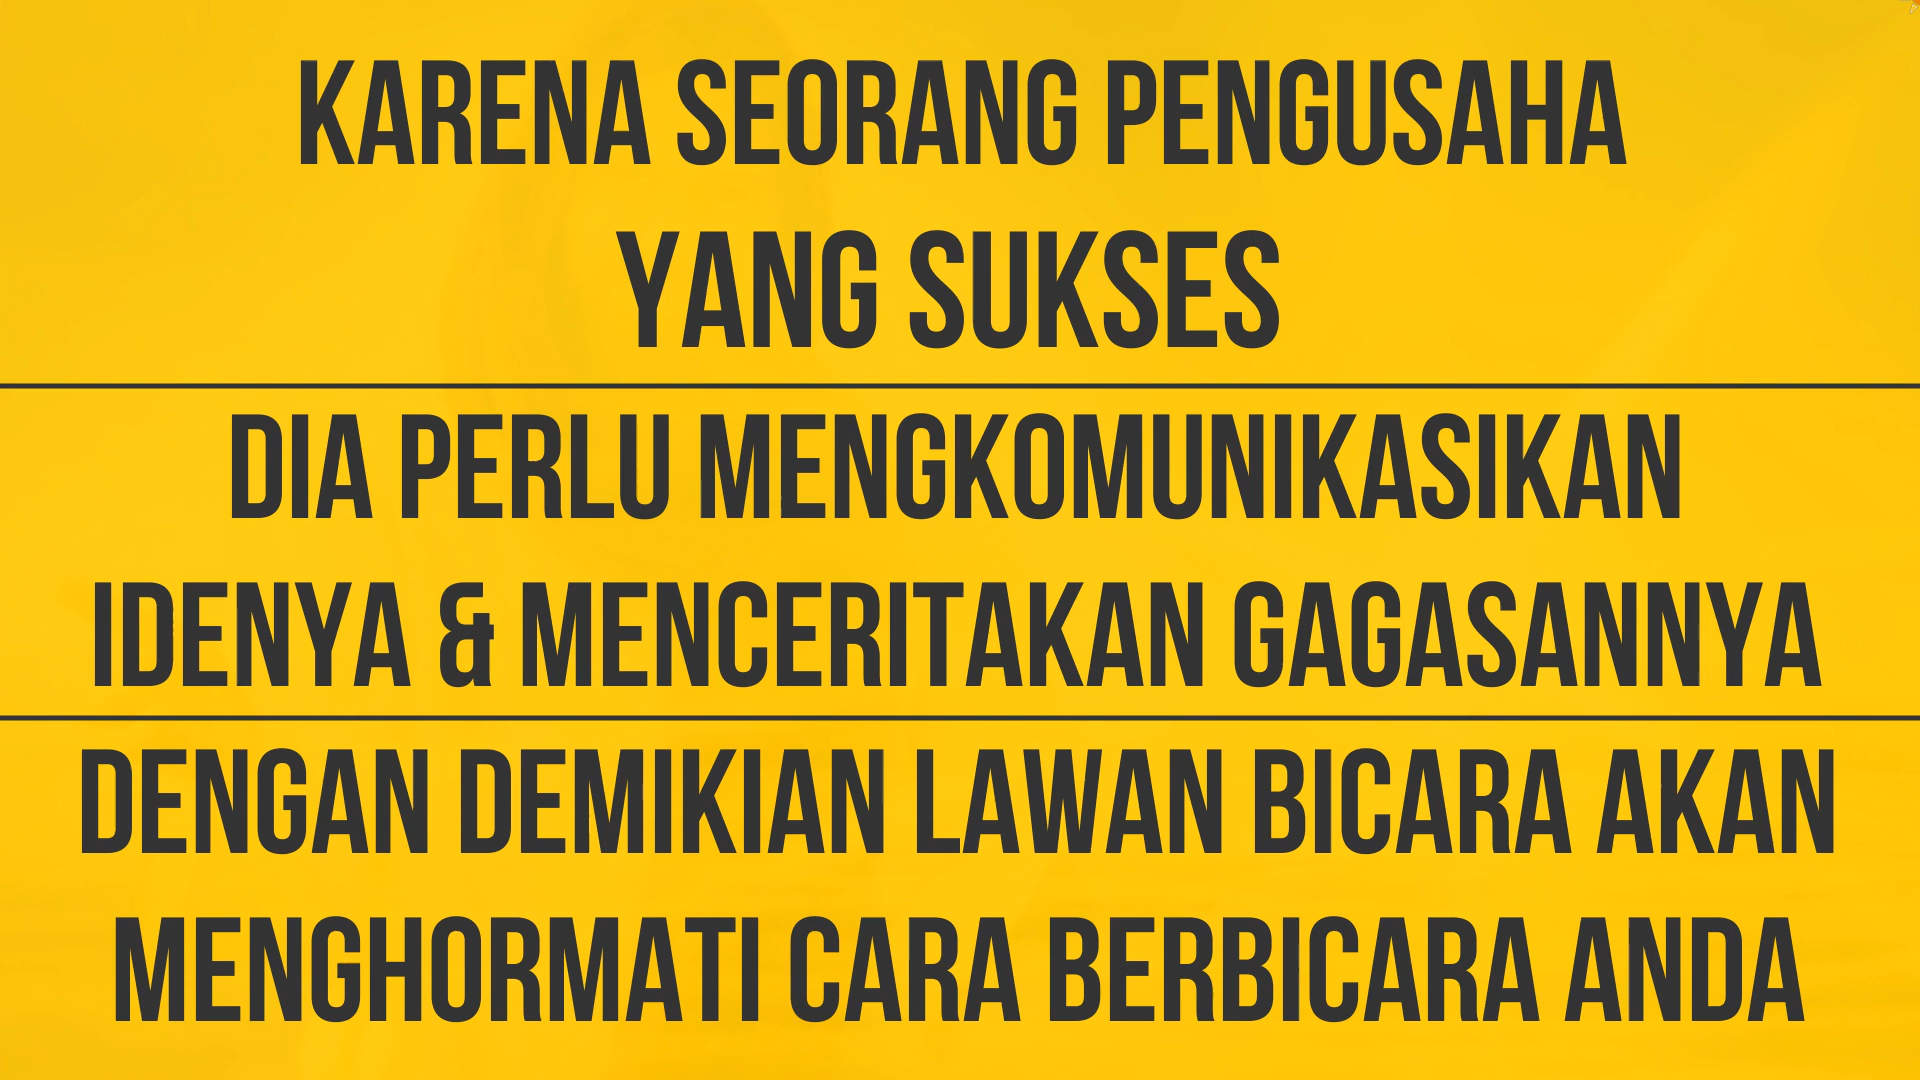 KARENA SEORANG PENGUSAHA
YANG SUKSES
DIA PERLU MENGKOMUNIKASIKAN
IDENYA & MENCERITAKAN GAGASANNYA
DENGAN DEMIKIAN LAWAN BICARA AKAN
MENGHORMATI CARA BERBICARA ANDA